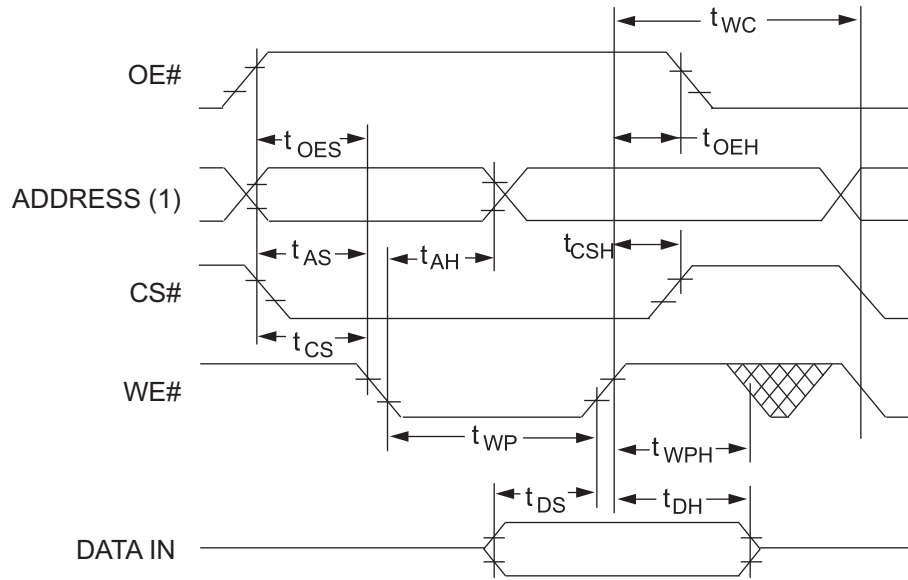 tWC
OE#
tOES
tOEH
ADDRESS (1)
tAS
tAH
tCSH
CS#
tCS
WE#
tWP
tWPH
tDS
tDH
DATA IN